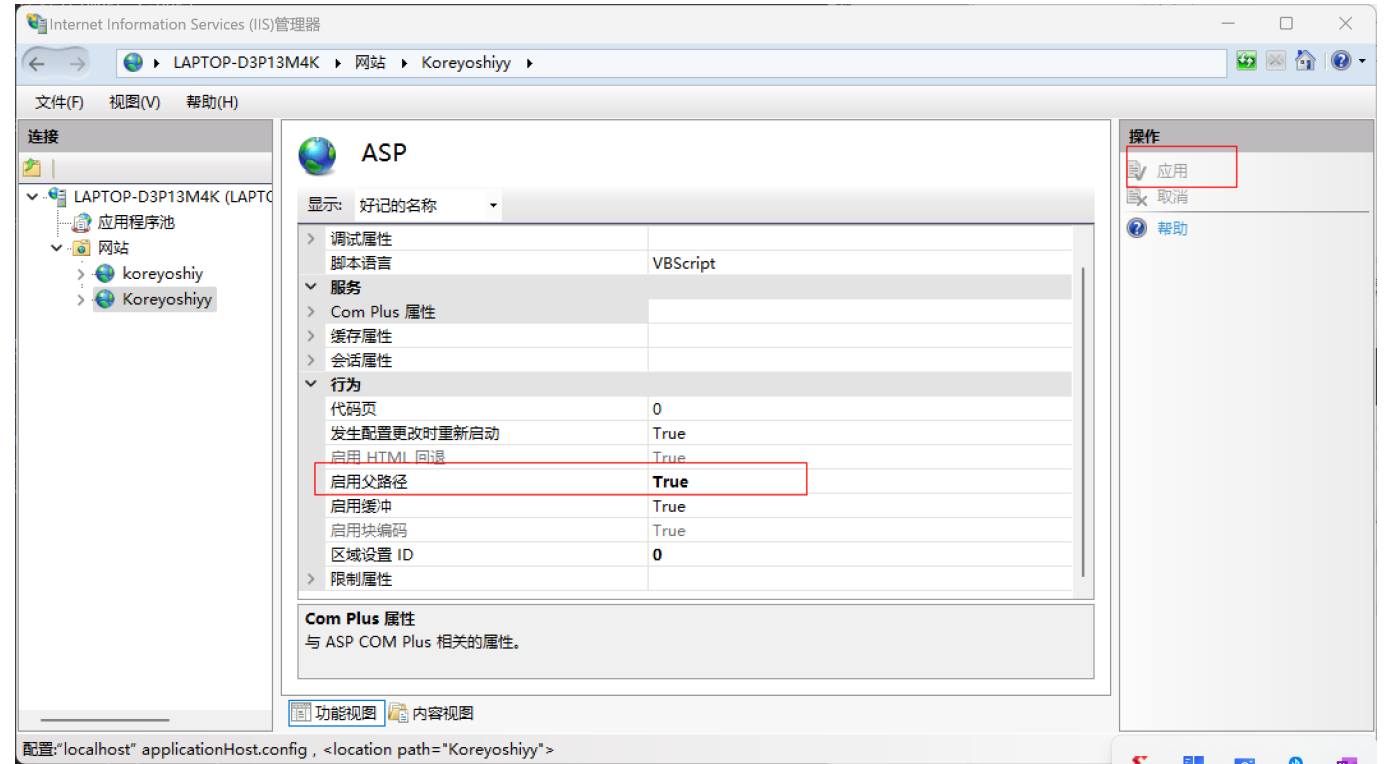 Internet Information Services (IIS)管理器
LAPTOP-D3P13M4K 网站 Koreyoshiyy
文件(F) 视图(V) 帮助(H)
连接
LAPTOP-D3P13M4K (LAPTO
应用程序池
网站
koreyoshiy
Koreyoshiyy
ASP
显示: 好记的名称
调试属性
脚本语言 VBScript
服务
Com Plus 属性
缓存属性
会话属性
行为
代码页 0
发生配置更改时重新启动 True
启用 HTML 回退 True
启用父路径 True
启用缓冲 True
启用块编码 True
区域设置 ID 0
限制属性
Com Plus 属性
与 ASP COM Plus 相关的属性。
功能视图 内容视图
操作
应用
取消
帮助
配置:“localhost” applicationHost.config , <location path="Koreyoshiyy">